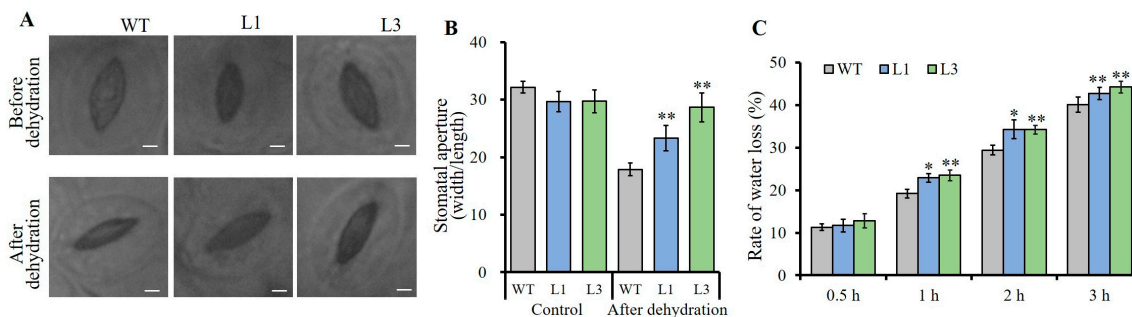 A
WT
L1
L3
Before
dehydration
After
dehydration
B
Stomatal aperture
(width/length)
40
30
20
10
0
**
**
WT
L1
L3
WT
L1
L3
Control
After dehydration
C
Rate of water loss (%)
WT
L1
L3
50
40
30
20
10
0
*
**
*
**
**
**
0.5 h
1 h
2 h
3 h